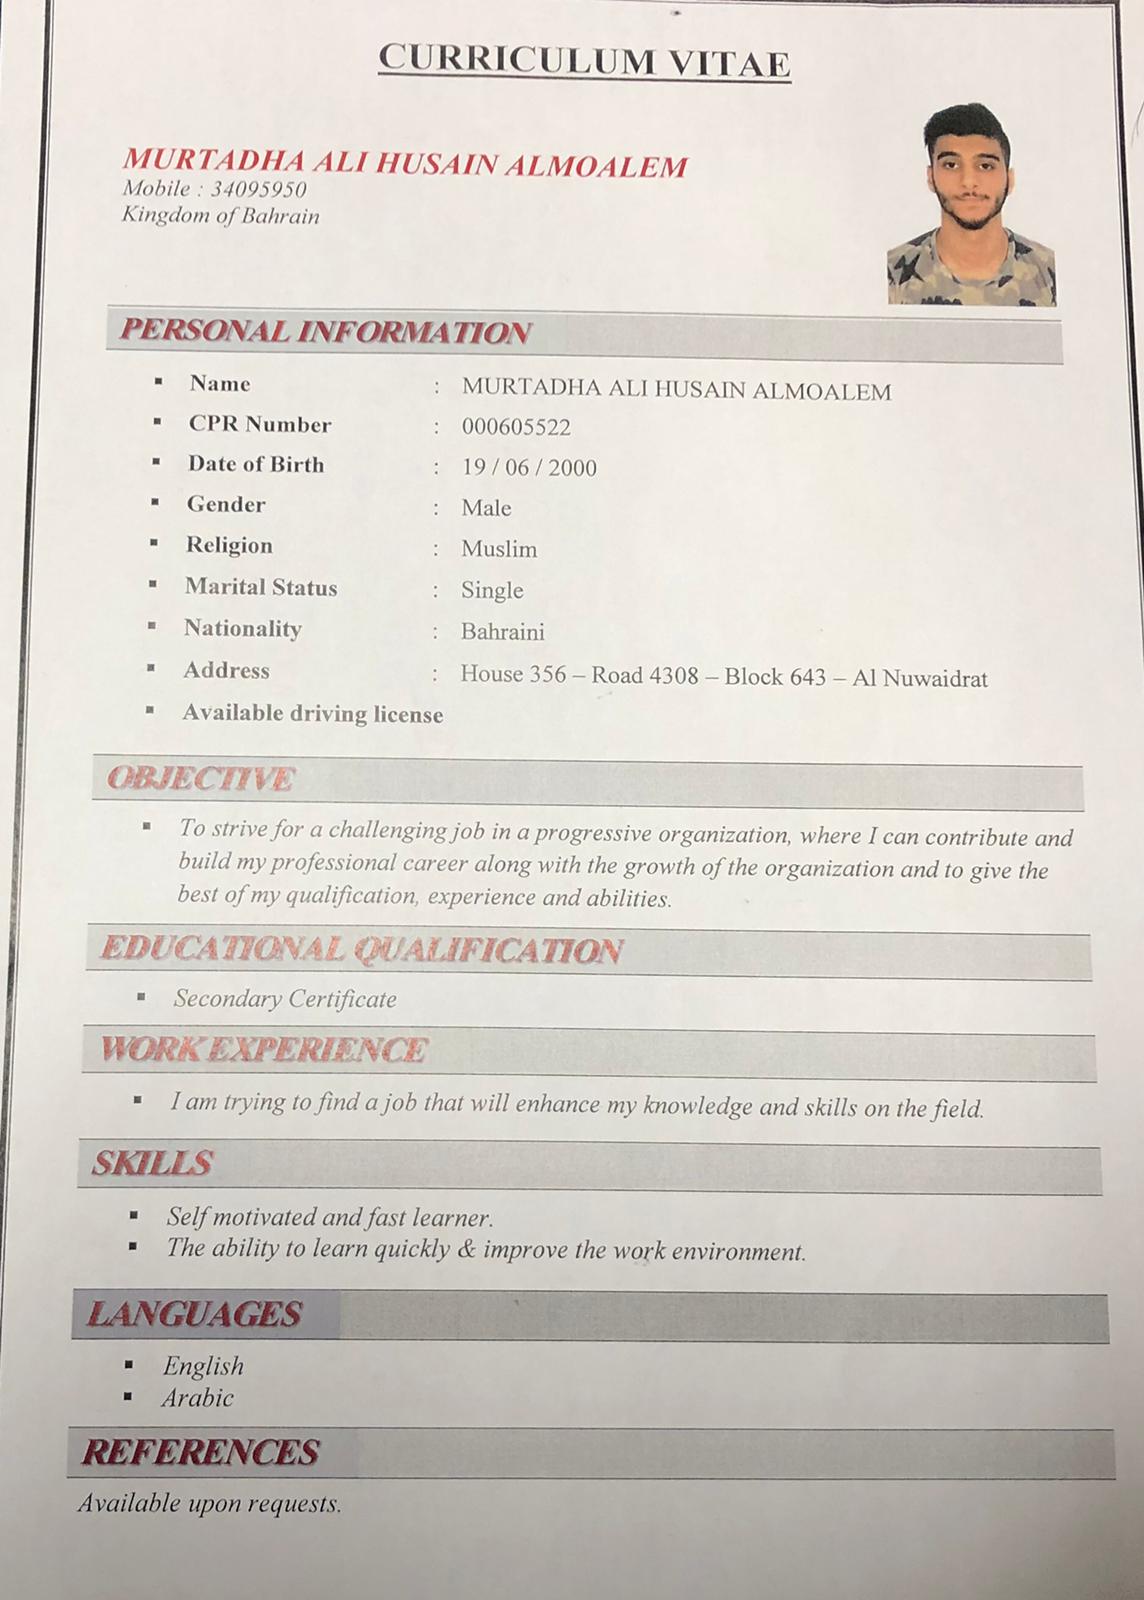 CURRICULUM VITAE
MURTADHA ALI HUSAIN ALMOALEM
Mobile : 34095950
Kingdom of Bahrain
PERSONAL INFORMATION
▪ Name : MURTADHA ALI HUSAIN ALMOALEM
▪ CPR Number : 000605522
▪ Date of Birth : 19 / 06 / 2000
▪ Gender : Male
▪ Religion : Muslim
▪ Marital Status : Single
▪ Nationality : Bahraini
▪ Address : House 356 – Road 4308 – Block 643 – Al Nuwaidrat
▪ Available driving license
OBJECTIVE
▪ To strive for a challenging job in a progressive organization, where I can contribute and
build my professional career along with the growth of the organization and to give the
best of my qualification, experience and abilities.
EDUCATIONAL QUALIFICATION
▪ Secondary Certificate
WORK EXPERIENCE
▪ I am trying to find a job that will enhance my knowledge and skills on the field.
SKILLS
▪ Self motivated and fast learner.
▪ The ability to learn quickly & improve the work environment.
LANGUAGES
▪ English
▪ Arabic
REFERENCES
Available upon requests.